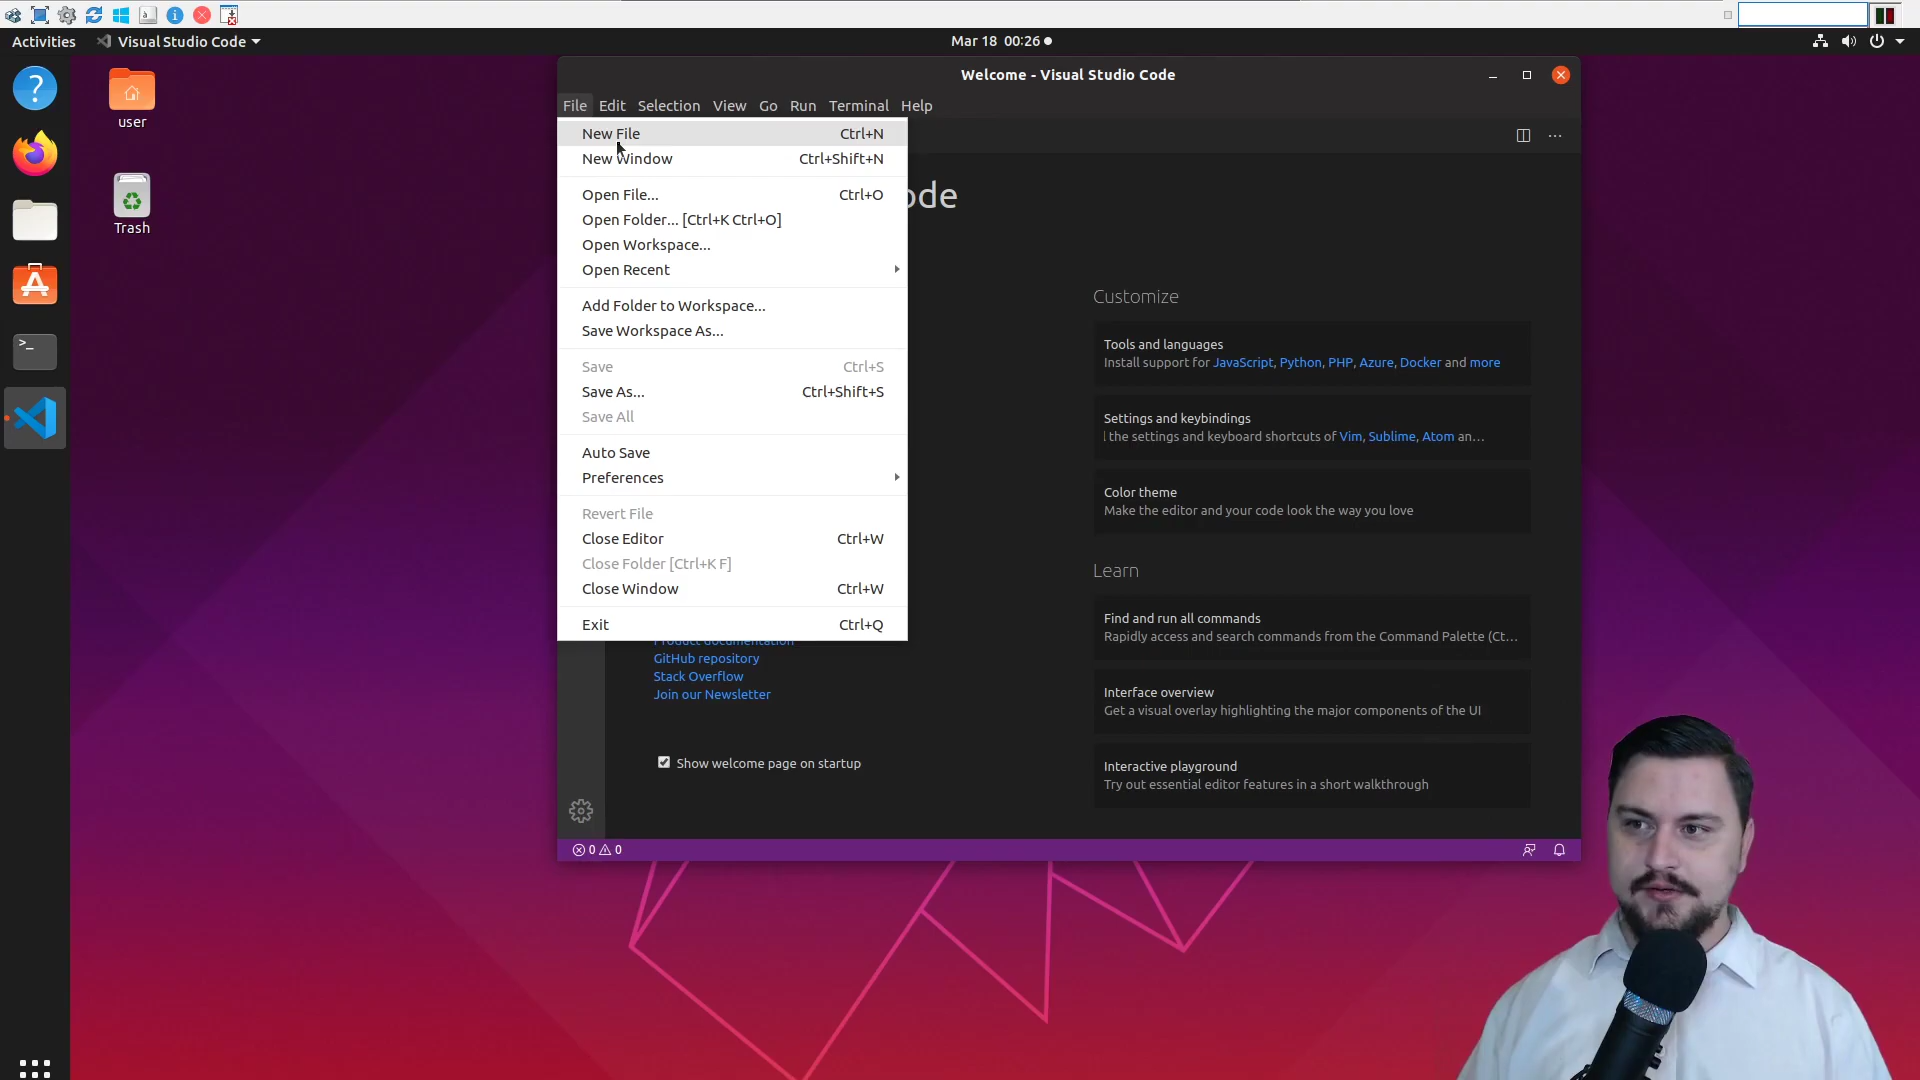 Activities
Visual Studio Code
Mar 18 00:26
user
Trash
Welcome - Visual Studio Code
File Edit Selection View Go Run Terminal Help
New File Ctrl+N
New Window Ctrl+Shift+N
Open File... Ctrl+O
Open Folder... [Ctrl+K Ctrl+O]
Open Workspace...
Open Recent
Add Folder to Workspace...
Save Workspace As...
Save Ctrl+S
Save As... Ctrl+Shift+S
Save All
Auto Save
Preferences
Revert File
Close Editor Ctrl+W
Close Folder [Ctrl+K F]
Close Window Ctrl+W
Exit Ctrl+Q
ode
Customize
Tools and languages
Install support for JavaScript, Python, PHP, Azure, Docker and more
Settings and keybindings
l the settings and keyboard shortcuts of Vim, Sublime, Atom an...
Color theme
Make the editor and your code look the way you love
Learn
Find and run all commands
Rapidly access and search commands from the Command Palette (Ct...
Interface overview
Get a visual overlay highlighting the major components of the UI
Interactive playground
Try out essential editor features in a short walkthrough
Product documentation
GitHub repository
Stack Overflow
Join our Newsletter
Show welcome page on startup
0 0